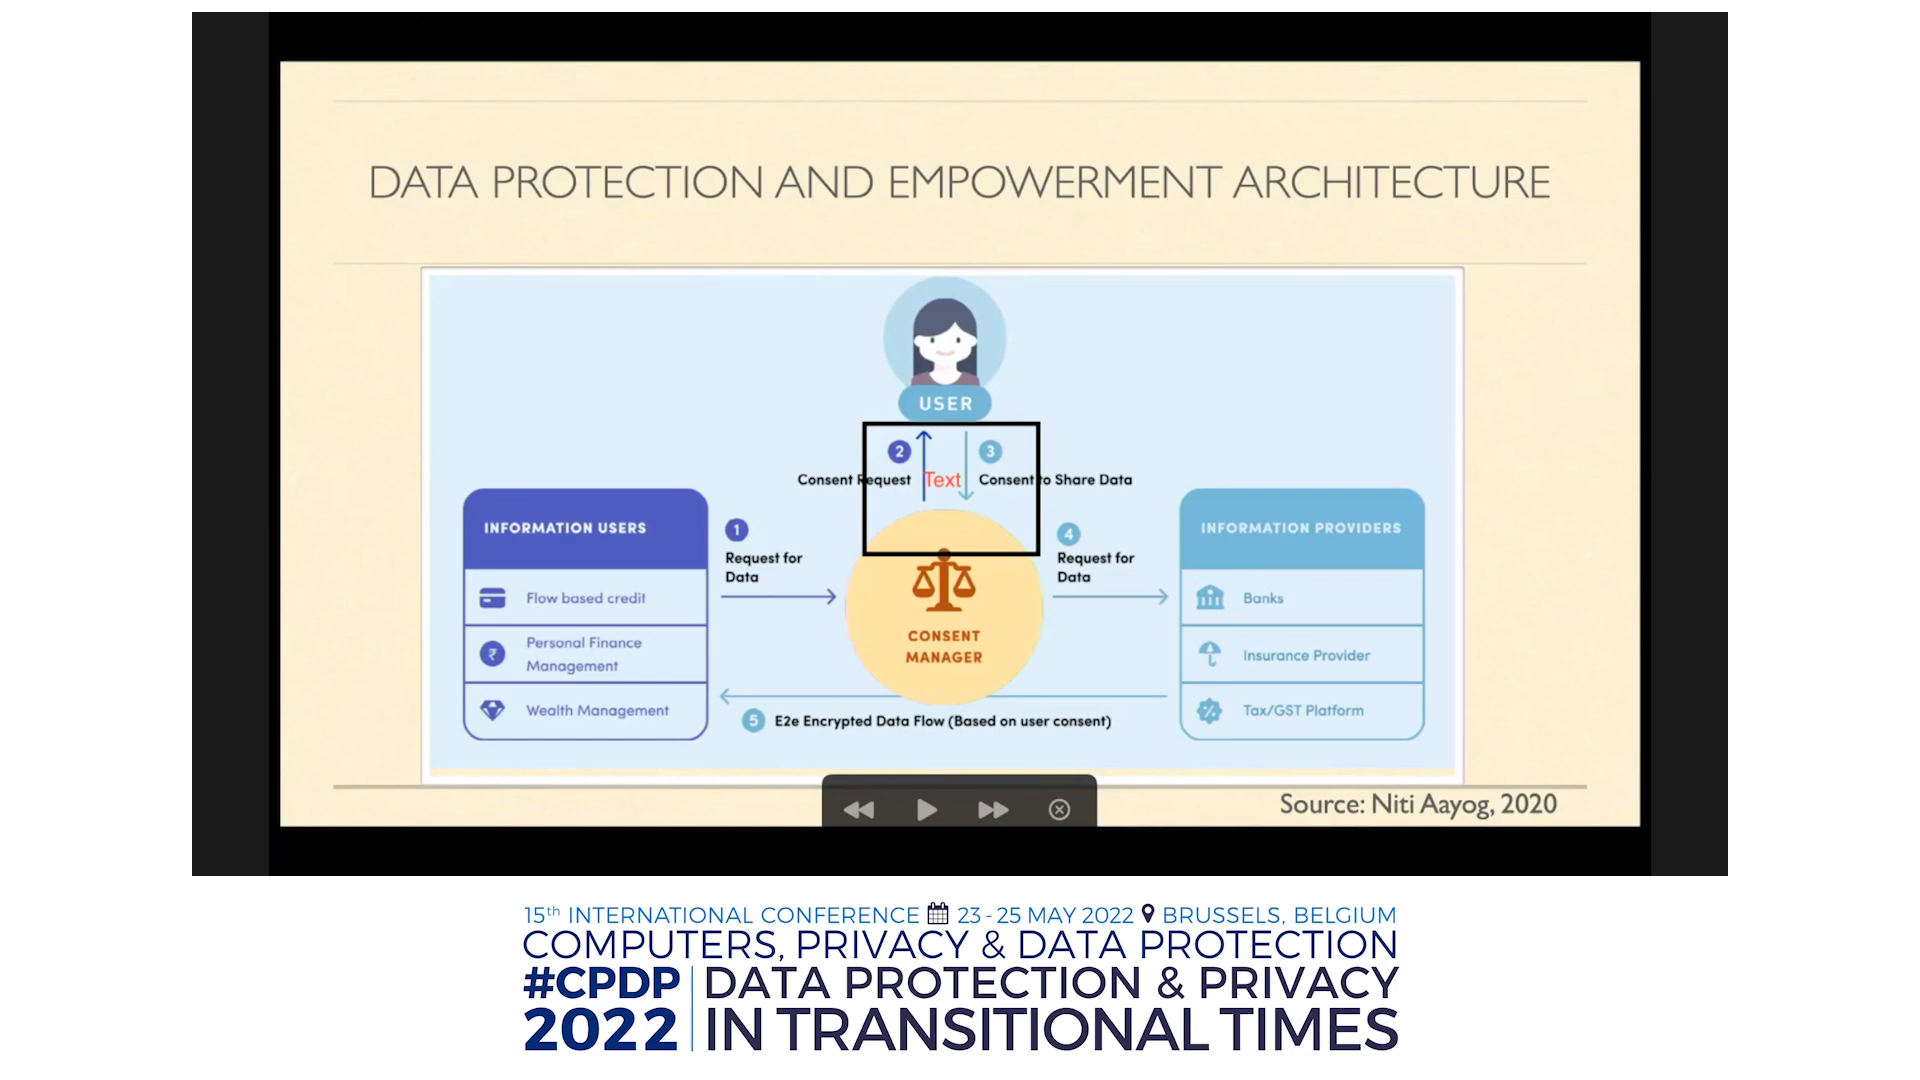 DATA PROTECTION AND EMPOWERMENT ARCHITECTURE
USER
2
3
Consent Request
Text
Consent to Share Data
INFORMATION USERS
Flow based credit
Personal Finance
Management
Wealth Management
1
Request for
Data
CONSENT
MANAGER
4
Request for
Data
INFORMATION PROVIDERS
Banks
Insurance Provider
Tax/GST Platform
5 E2e Encrypted Data Flow (Based on user consent)
Source: Niti Aayog, 2020
15th INTERNATIONAL CONFERENCE 23 - 25 MAY 2022 BRUSSELS, BELGIUM
COMPUTERS, PRIVACY & DATA PROTECTION
#CPDP DATA PROTECTION & PRIVACY
2022 IN TRANSITIONAL TIMES